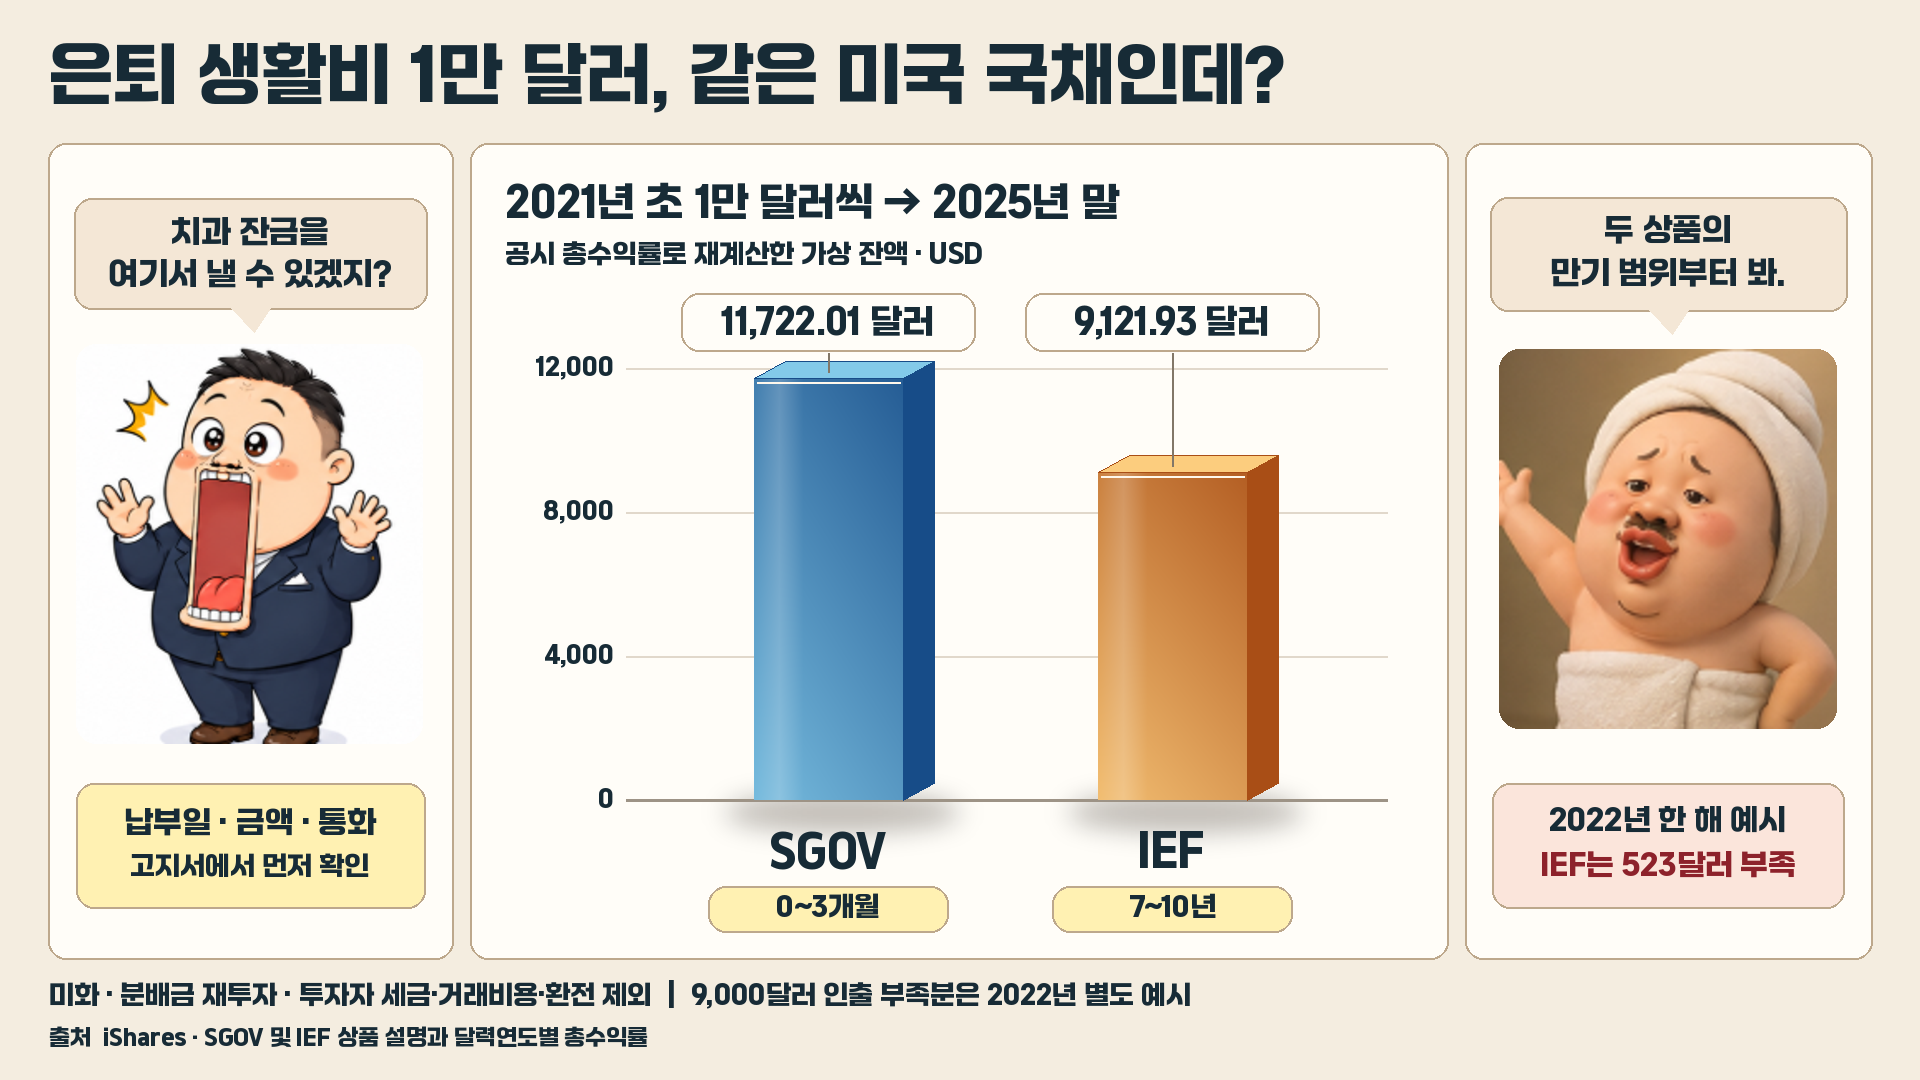 은퇴 생활비 1만 달러, 같은 미국 국채인데?
치과 잔금을
여기서 낼 수 있겠지?
납부일 · 금액 · 통화
고지서에서 먼저 확인
2021년 초 1만 달러씩 → 2025년 말
공시 총수익률로 재계산한 가상 잔액 · USD
11,722.01 달러
9,121.93 달러
12,000
8,000
4,000
0
SGOV
IEF
0~3개월
7~10년
두 상품의
만기 범위부터 봐.
2022년 한 해 예시
IEF는 523달러 부족
미화 · 분배금 재투자 · 투자자 세금·거래비용·환전 제외 | 9,000달러 인출 부족분은 2022년 별도 예시
출처 iShares · SGOV 및 IEF 상품 설명과 달력연도별 총수익률